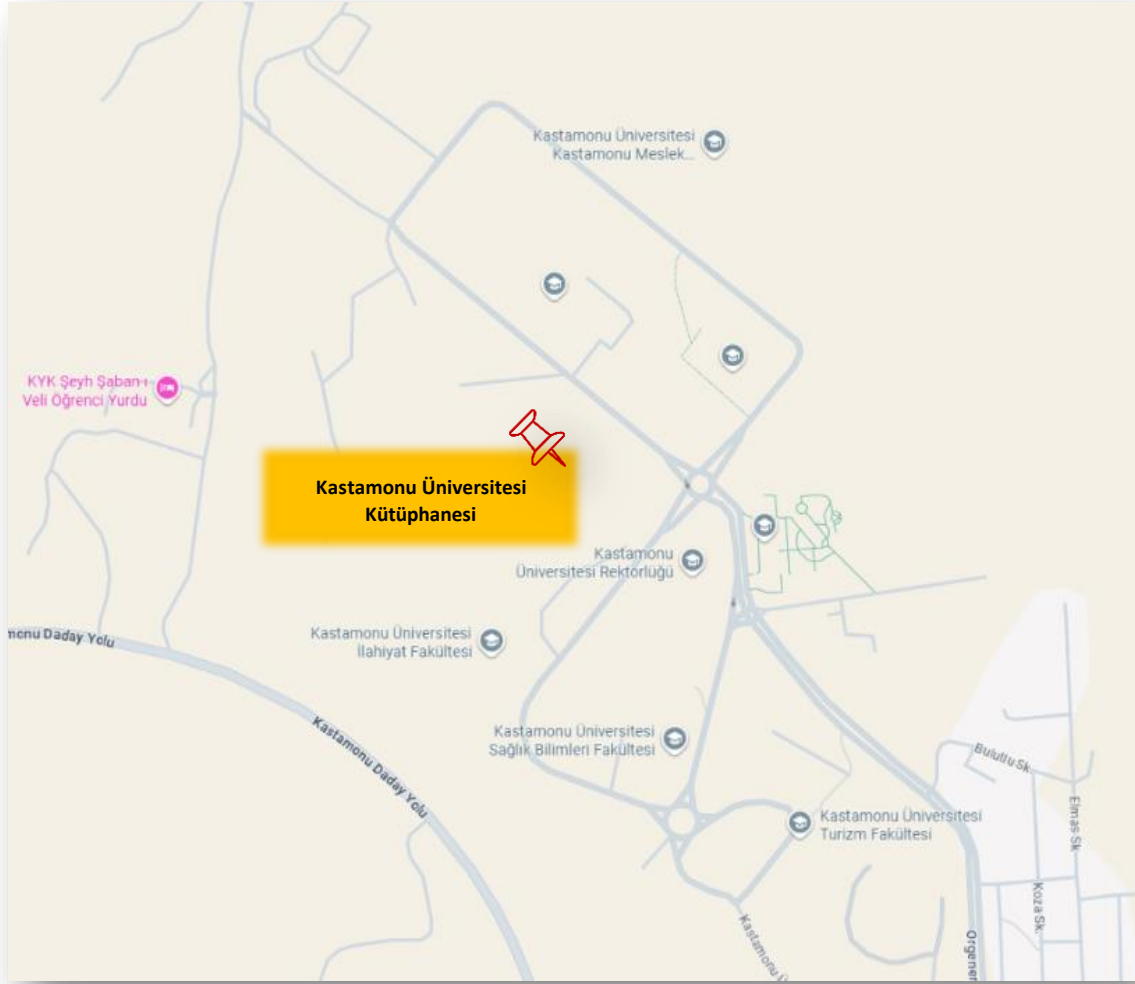 Kastamonu Üniversitesi
Kastamonu Meslek...
KYK Şeyh Şaban-ı
Veli Öğrenci Yurdu
Kastamonu Üniversitesi
Kütüphanesi
Kastamonu
Üniversitesi Rektörlüğü
Kastamonu Üniversitesi
İlahiyat Fakültesi
monu Daday Yolu
Kastamonu Daday Yolu
Kastamonu Üniversitesi
Sağlık Bilimleri Fakültesi
Bulutlu Sk.
Elmas Sk
Kastamonu Üniversitesi
Turizm Fakültesi
Koza Sk.
Kastamonu Ü
Orgener